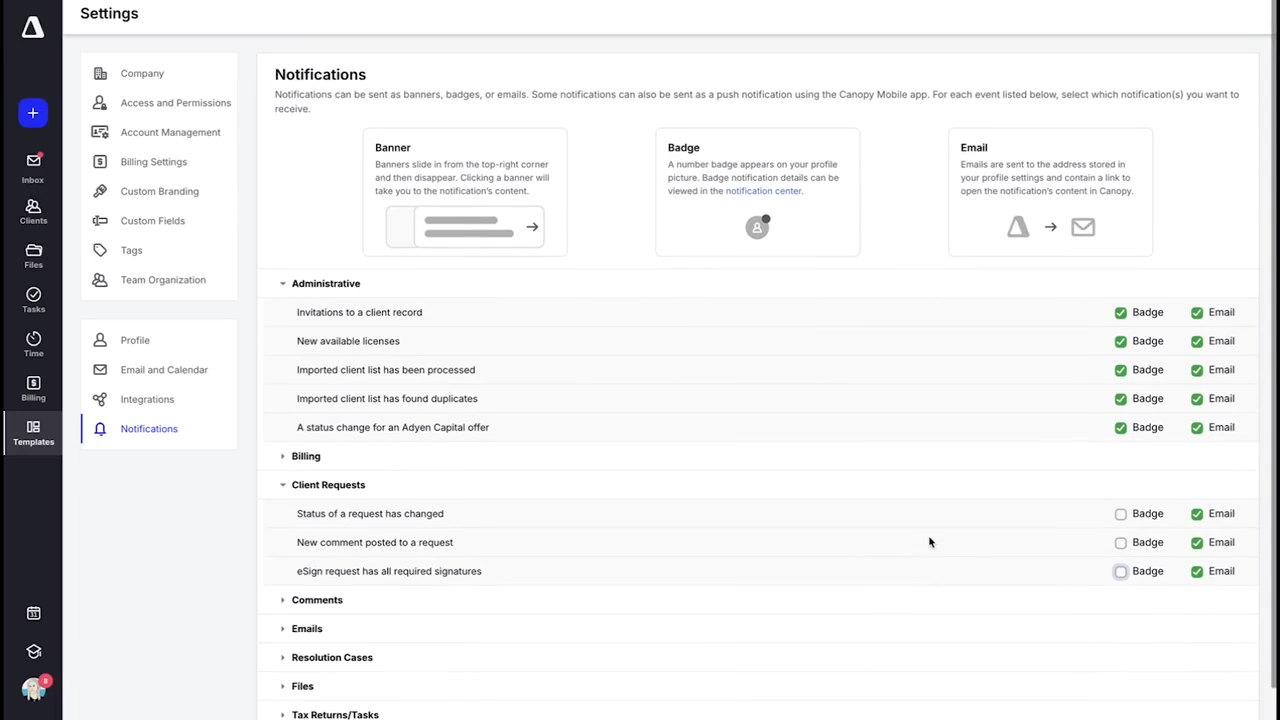 Settings
Inbox
Clients
Files
Tasks
Time
Billing
Templates
31
8
Company
Access and Permissions
Account Management
Billing Settings
Custom Branding
Custom Fields
Tags
Team Organization
Profile
Email and Calendar
Integrations
Notifications
Notifications
Notifications can be sent as banners, badges, or emails. Some notifications can also be sent as a push notification using the Canopy Mobile app. For each event listed below, select which notification(s) you want to
receive.
Banner
Banners slide in from the top-right corner
and then disappear. Clicking a banner will
take you to the notification's content.
Badge
A number badge appears on your profile
picture. Badge notification details can be
viewed in the notification center.
Email
Emails are sent to the address stored in
your profile settings and contain a link to
open the notification's content in Canopy.
Administrative
Invitations to a client record Badge Email
New available licenses Badge Email
Imported client list has been processed Badge Email
Imported client list has found duplicates Badge Email
A status change for an Adyen Capital offer Badge Email
Billing
Client Requests
Status of a request has changed Badge Email
New comment posted to a request Badge Email
eSign request has all required signatures Badge Email
Comments
Emails
Resolution Cases
Files
Tax Returns/Tasks